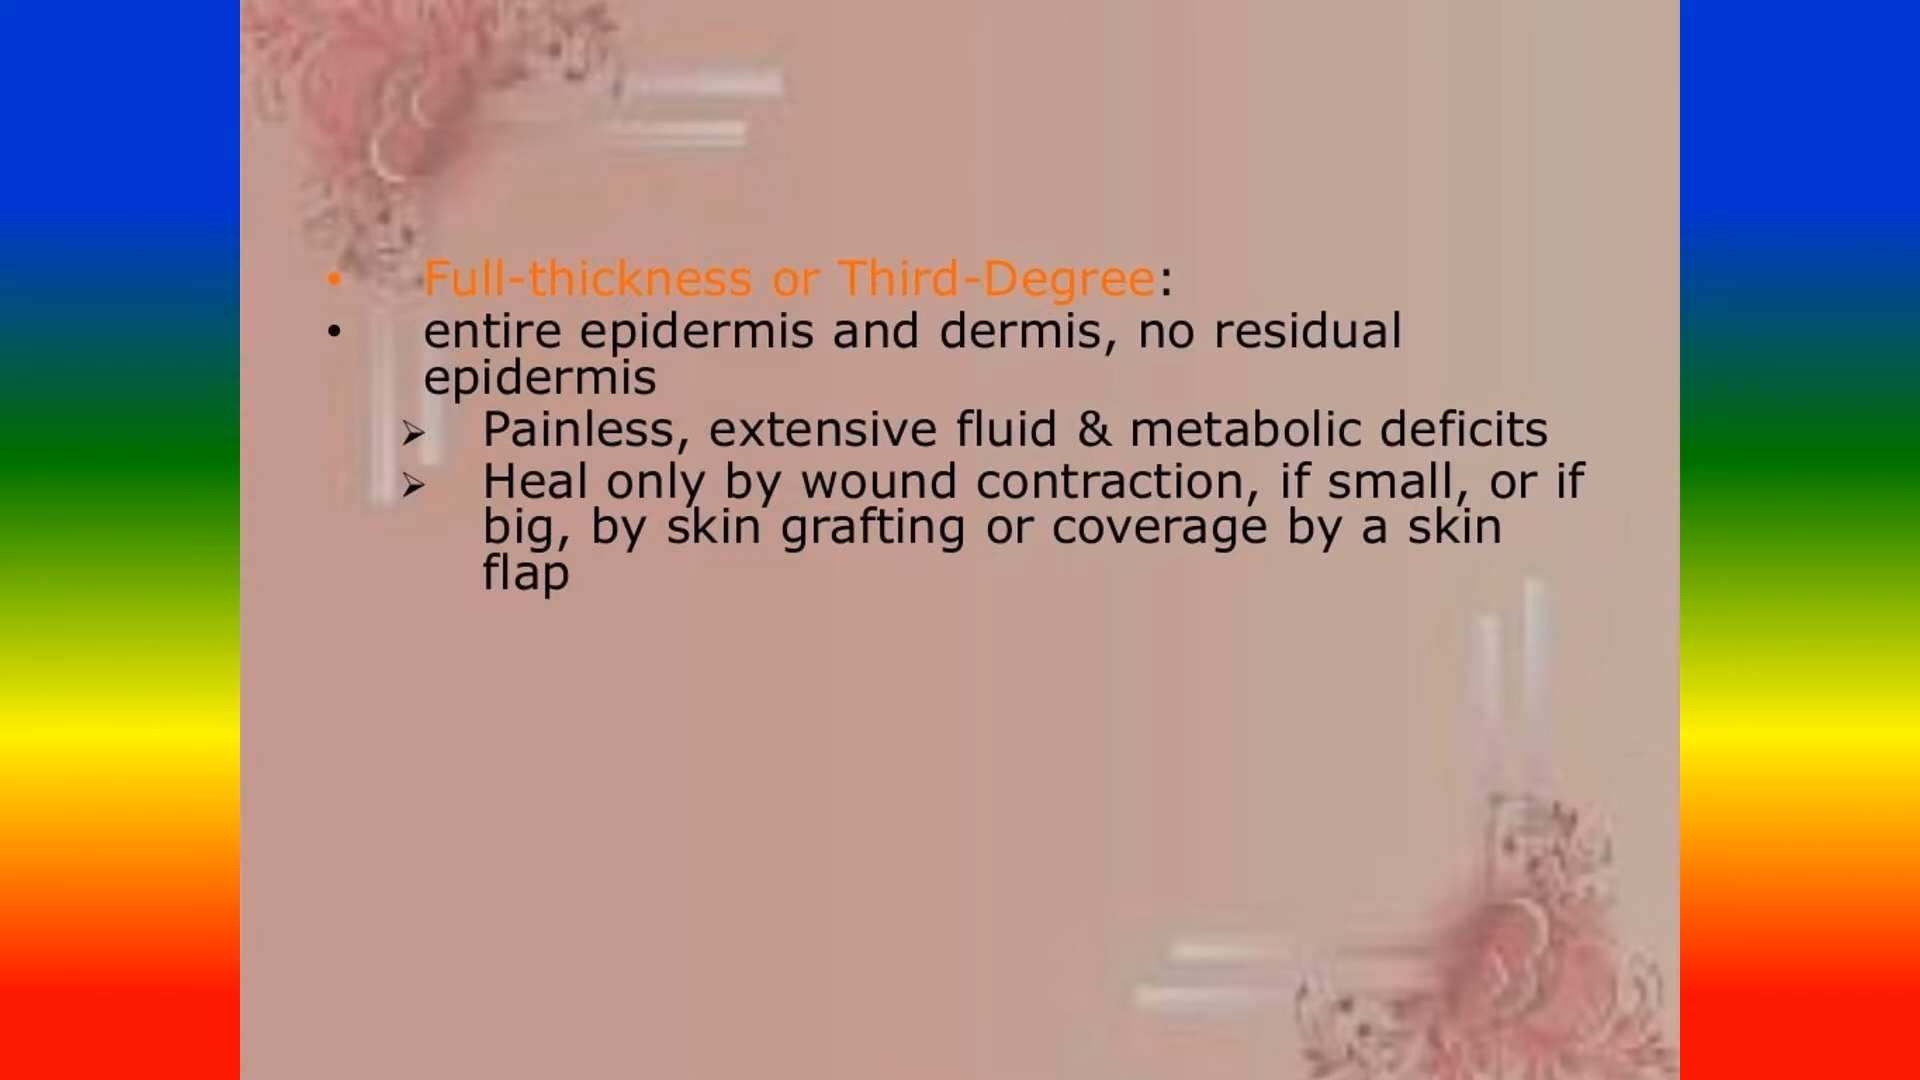 • Full-thickness or Third-Degree:
• entire epidermis and dermis, no residual
epidermis
➢ Painless, extensive fluid & metabolic deficits
➢ Heal only by wound contraction, if small, or if
big, by skin grafting or coverage by a skin
flap